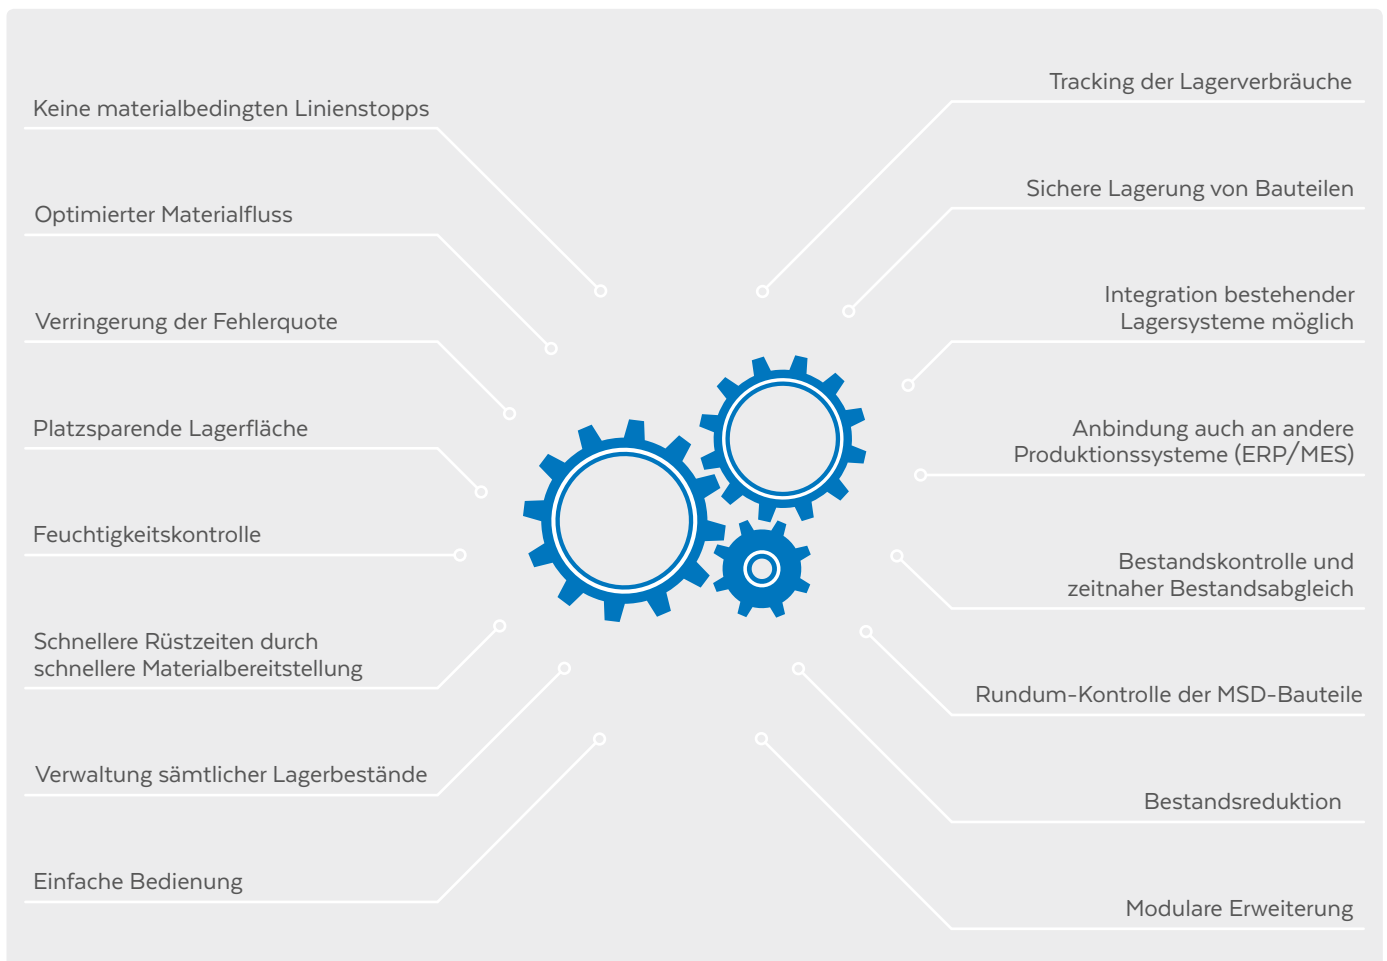 Keine materialbedingten Linienstopps
Optimierter Materialfluss
Verringerung der Fehlerquote
Platzsparende Lagerfläche
Feuchtigkeitskontrolle
Schnellere Rüstzeiten durch
schnellere Materialbereitstellung
Verwaltung sämtlicher Lagerbestände
Einfache Bedienung
Tracking der Lagerverbräuche
Sichere Lagerung von Bauteilen
Integration bestehender
Lagersysteme möglich
Anbindung auch an andere
Produktionssysteme (ERP/MES)
Bestandskontrolle und
zeitnaher Bestandsabgleich
Rundum-Kontrolle der MSD-Bauteile
Bestandsreduktion
Modulare Erweiterung